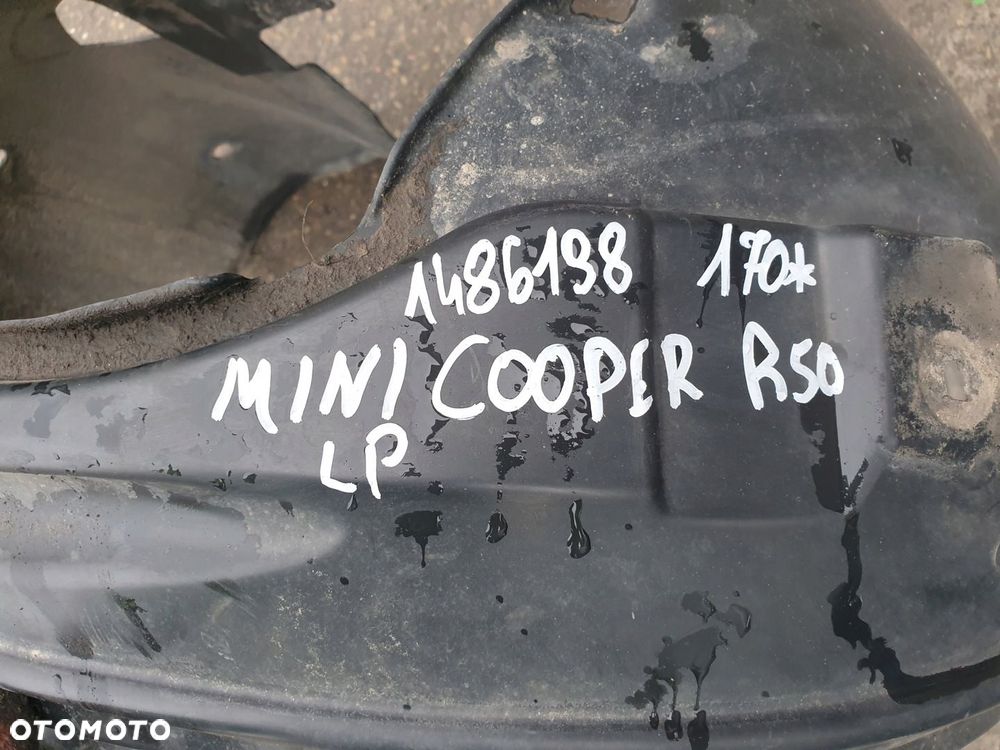 1486198 170*
MINI COOPER R50
LP
OTOMOTO